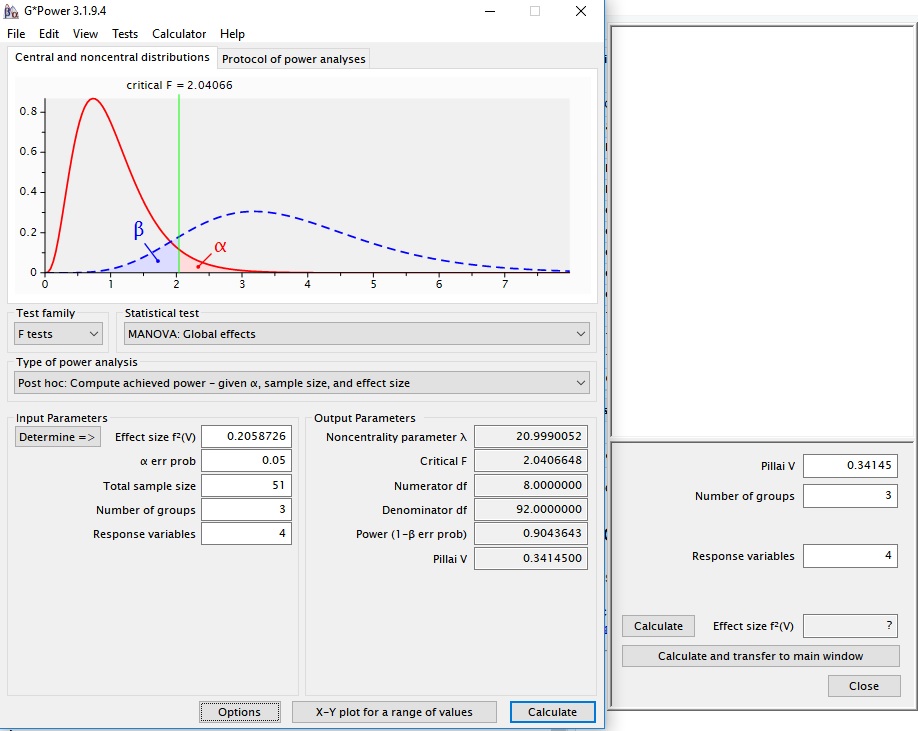 G*Power 3.1.9.4
File Edit View Tests Calculator Help
Central and noncentral distributions Protocol of power analyses
critical F = 2.04066
0.8
0.6
0.4
0.2
0
β
α
0 1 2 3 4 5 6 7
Test family Statistical test
F tests MANOVA: Global effects
Type of power analysis
Post hoc: Compute achieved power – given α, sample size, and effect size
Input Parameters
Determine => Effect size f²(V) 0.2058726
α err prob 0.05
Total sample size 51
Number of groups 3
Response variables 4
Output Parameters
Noncentrality parameter λ 20.9990052
Critical F 2.0406648
Numerator df 8.0000000
Denominator df 92.0000000
Power (1-β err prob) 0.9043643
Pillai V 0.3414500
Options X-Y plot for a range of values Calculate
Pillai V 0.34145
Number of groups 3
Response variables 4
Calculate Effect size f²(V) ?
Calculate and transfer to main window
Close